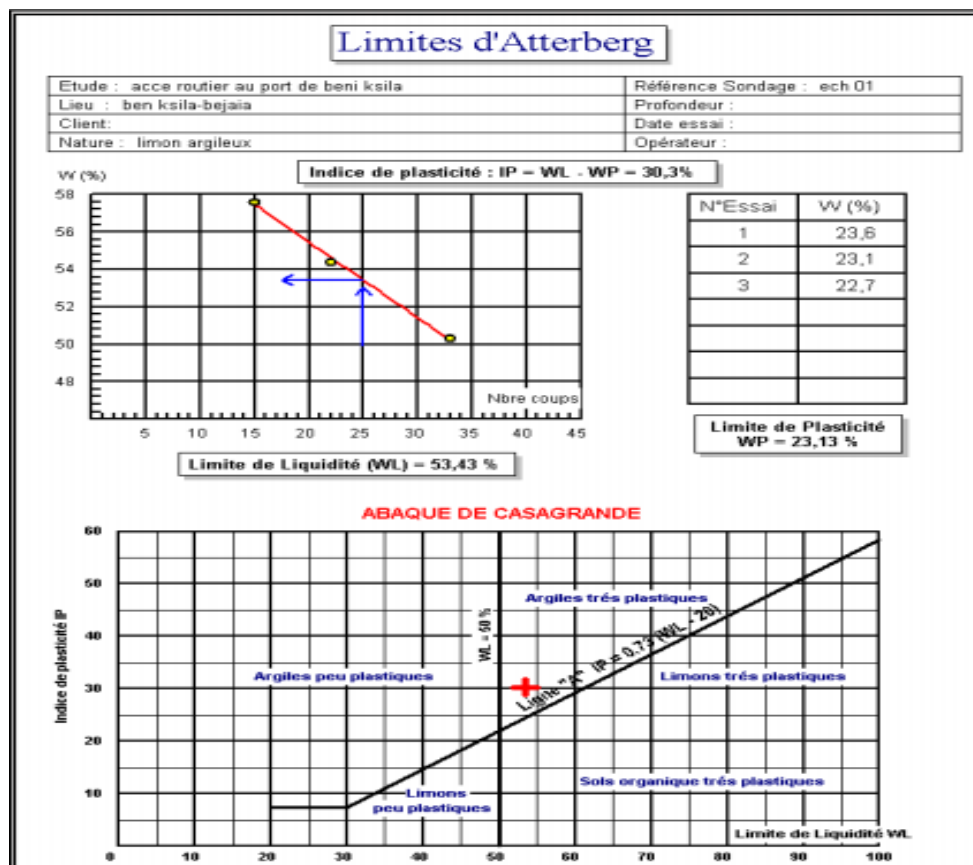 Limites d'Atterberg
Etude : acce routier au port de beni ksila
Référence Sondage : ech 01
Lieu : ben ksila-bejaia
Profondeur :
Client:
Date essai :
Nature : limon argileux
Opérateur :
Indice de plasticité : IP = WL - WP = 30,3%
W (%)
58
56
54
52
50
48
Nbre coups
5 10 15 20 25 30 35 40 45
Limite de Liquidité (WL) = 53,43 %
N°Essai W (%)
1 23,6
2 23,1
3 22,7
Limite de Plasticité
WP = 23,13 %
ABAQUE DE CASAGRANDE
Indice de plasticité IP
60
50
40
30
20
10
Argiles trés plastiques
WL = 50 %
Ligne "A" IP = 0.73 (WL - 20)
Argiles peu plastiques
Limons trés plastiques
Sols organique trés plastiques
Limons
peu plastiques
Limite de Liquidité WL
0 10 20 30 40 50 60 70 80 90 100